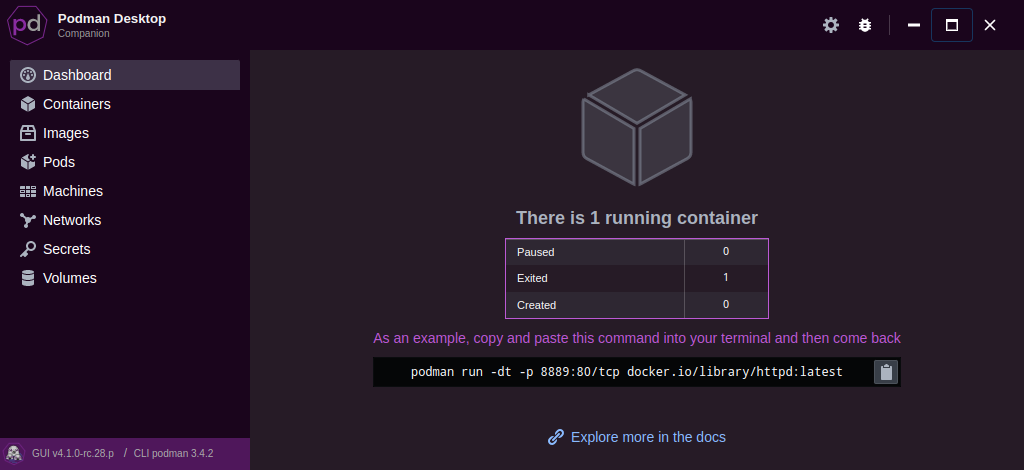 pd
Podman Desktop
Companion
Dashboard
Containers
Images
Pods
Machines
Networks
Secrets
Volumes
GUI v4.1.0-rc.28.p / CLI podman 3.4.2
There is 1 running container
Paused 0
Exited 1
Created 0
As an example, copy and paste this command into your terminal and then come back
podman run -dt -p 8889:80/tcp docker.io/library/httpd:latest
Explore more in the docs